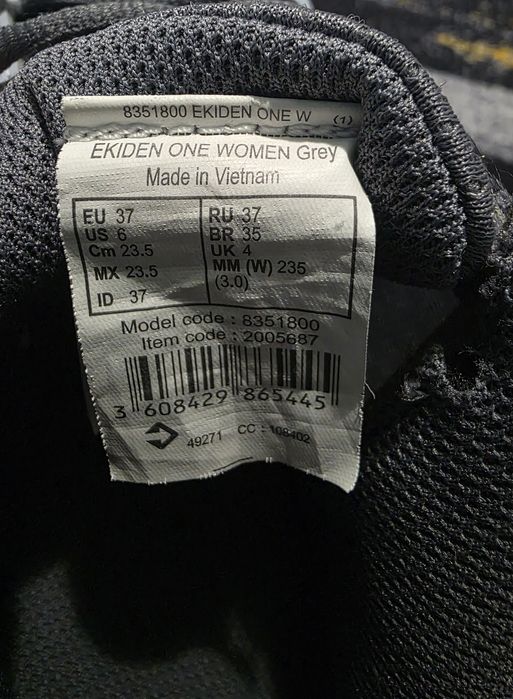 8351800 EKIDEN ONE W (1)
EKIDEN ONE WOMEN Grey
Made in Vietnam
EU 37
US 6
Cm 23.5
MX 23.5
ID 37
RU 37
BR 35
UK 4
MM (W) 235
(3.0)
Model code : 8351800
Item code : 2005687
3 608429 865445
49271 CC : 108402